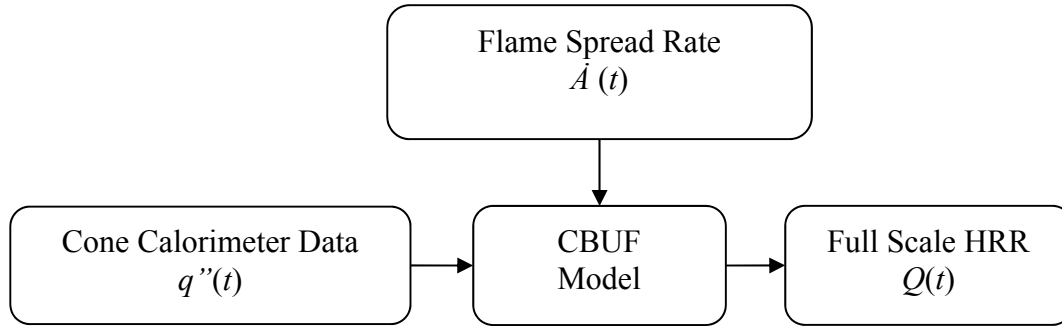 Flame Spread Rate
Ȧ (t)
Cone Calorimeter Data
q”(t)
CBUF
Model
Full Scale HRR
Q(t)